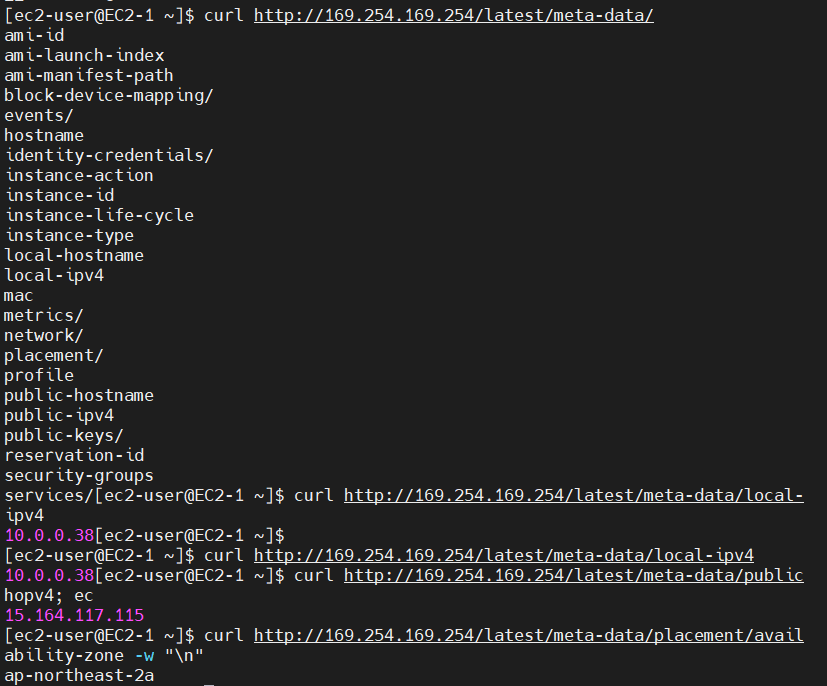 [ec2-user@EC2-1 ~]$ curl http://169.254.169.254/latest/meta-data/
ami-id
ami-launch-index
ami-manifest-path
block-device-mapping/
events/
hostname
identity-credentials/
instance-action
instance-id
instance-life-cycle
instance-type
local-hostname
local-ipv4
mac
metrics/
network/
placement/
profile
public-hostname
public-ipv4
public-keys/
reservation-id
security-groups
services/[ec2-user@EC2-1 ~]$ curl http://169.254.169.254/latest/meta-data/local-
ipv4
10.0.0.38[ec2-user@EC2-1 ~]$
[ec2-user@EC2-1 ~]$ curl http://169.254.169.254/latest/meta-data/local-ipv4
10.0.0.38[ec2-user@EC2-1 ~]$ curl http://169.254.169.254/latest/meta-data/public
hopv4; ec
15.164.117.115
[ec2-user@EC2-1 ~]$ curl http://169.254.169.254/latest/meta-data/placement/avail
ability-zone -w "\n"
ap-northeast-2a